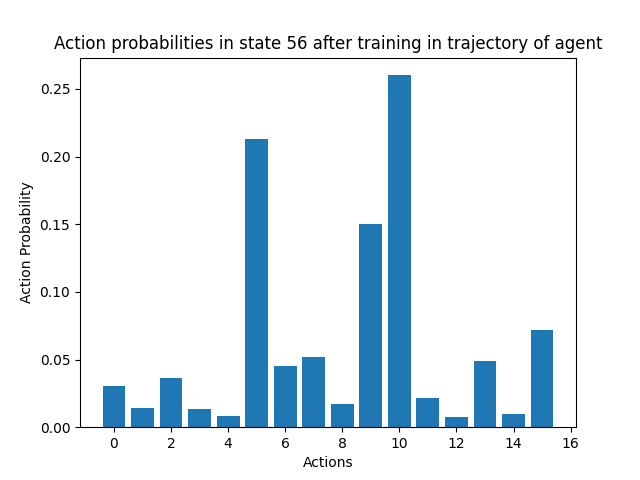 Action probabilities in state 56 after training in trajectory of agent
0.25
0.20
0.15
0.10
0.05
0.00
Action Probability
0 2 4 6 8 10 12 14 16
Actions